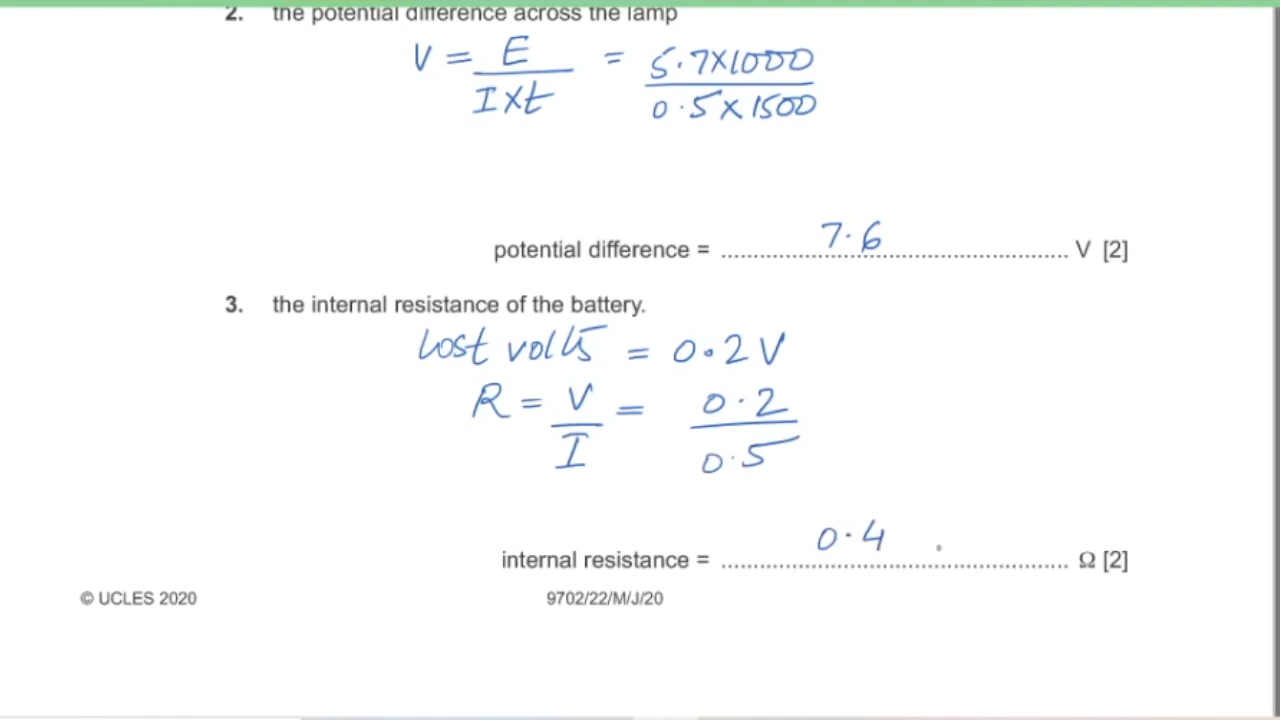 2. the potential difference across the lamp
V = E / I×t = 5.7×1000 / 0.5×1500
7.6
potential difference = ........................................................ V [2]
3. the internal resistance of the battery.
Lost volts = 0.2V
R = V / I = 0.2 / 0.5
0.4
internal resistance = ........................................................ Ω [2]
© UCLES 2020 9702/22/M/J/20